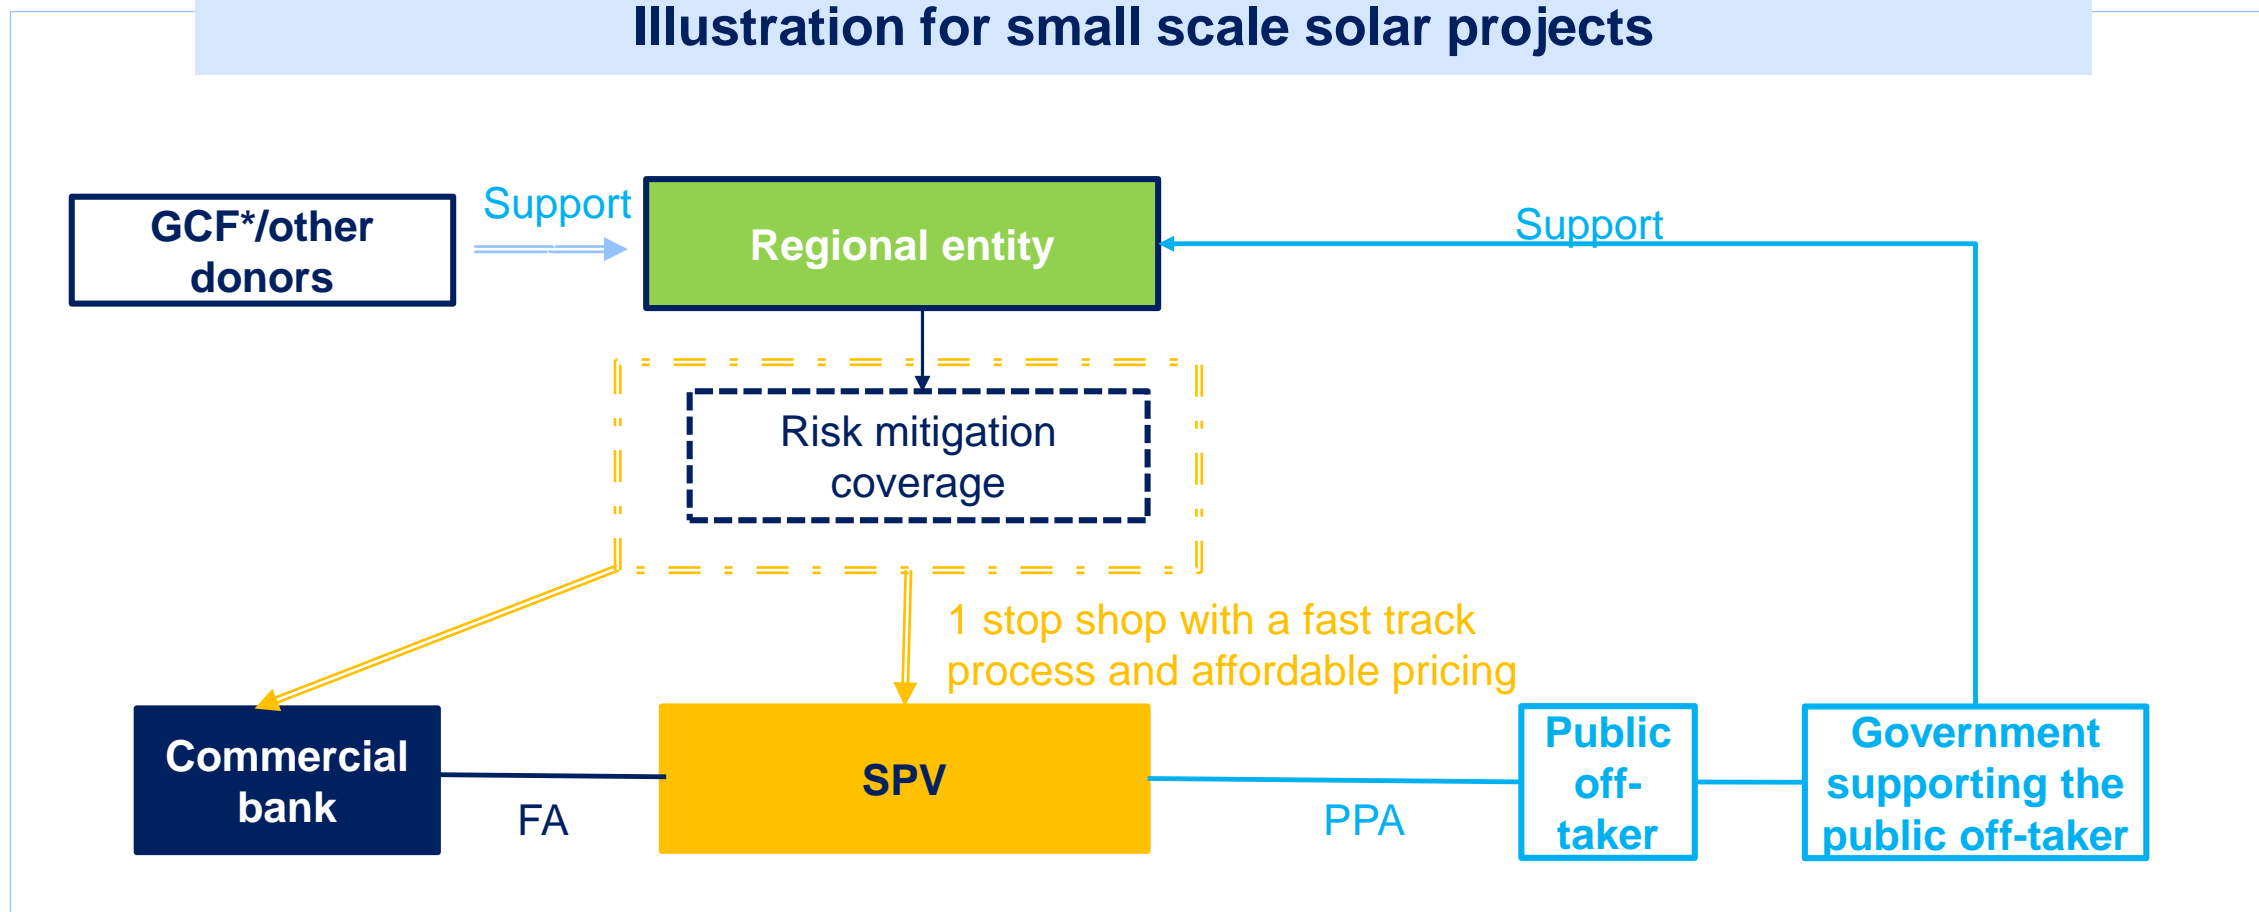 Illustration for small scale solar projects
GCF*/other
donors
Support
Regional entity
Support
Risk mitigation
coverage
1 stop shop with a fast track
process and affordable pricing
Commercial
bank
FA
SPV
PPA
Public
off-
taker
Government
supporting the
public off-taker